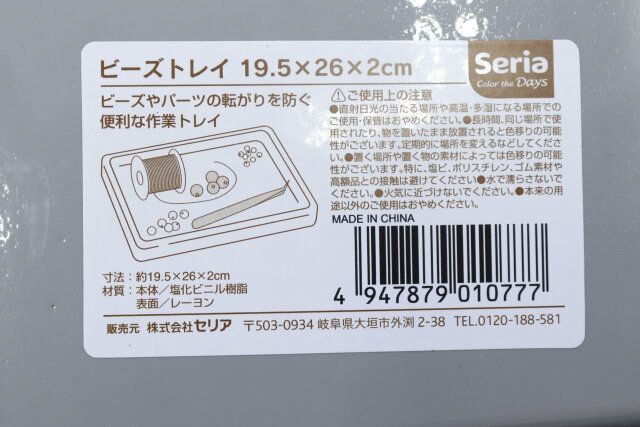 ビーズトレイ 19.5×26×2cm
ビーズやパーツの転がりを防ぐ
便利な作業トレイ
寸法：約19.5×26×2cm
材質：本体／塩化ビニル樹脂
表面／レーヨン
Seria
Color the Days
⚠ご使用上の注意
●直射日光の当たる場所や高温・多湿になる場所での
ご使用・保管はおやめください。●長時間、同じ場所で使
用されたり、物を置いたまま放置されると色移りの可能
性がございます。定期的に場所を変えるなどしてくださ
い。●置く場所や置く物の素材によっては色移りの可能
性がございます。特に、塩ビ、ポリスチレン、ゴム素材や
高額品との接触は避けてください●水で濡らさないで
ください。●火気に近づけないでください。●本来の用
途以外のご使用はおやめください。
MADE IN CHINA
4 947879 010777
販売元 株式会社セリア 〒503-0934 岐阜県大垣市外渕 2-38 TEL.0120-188-581